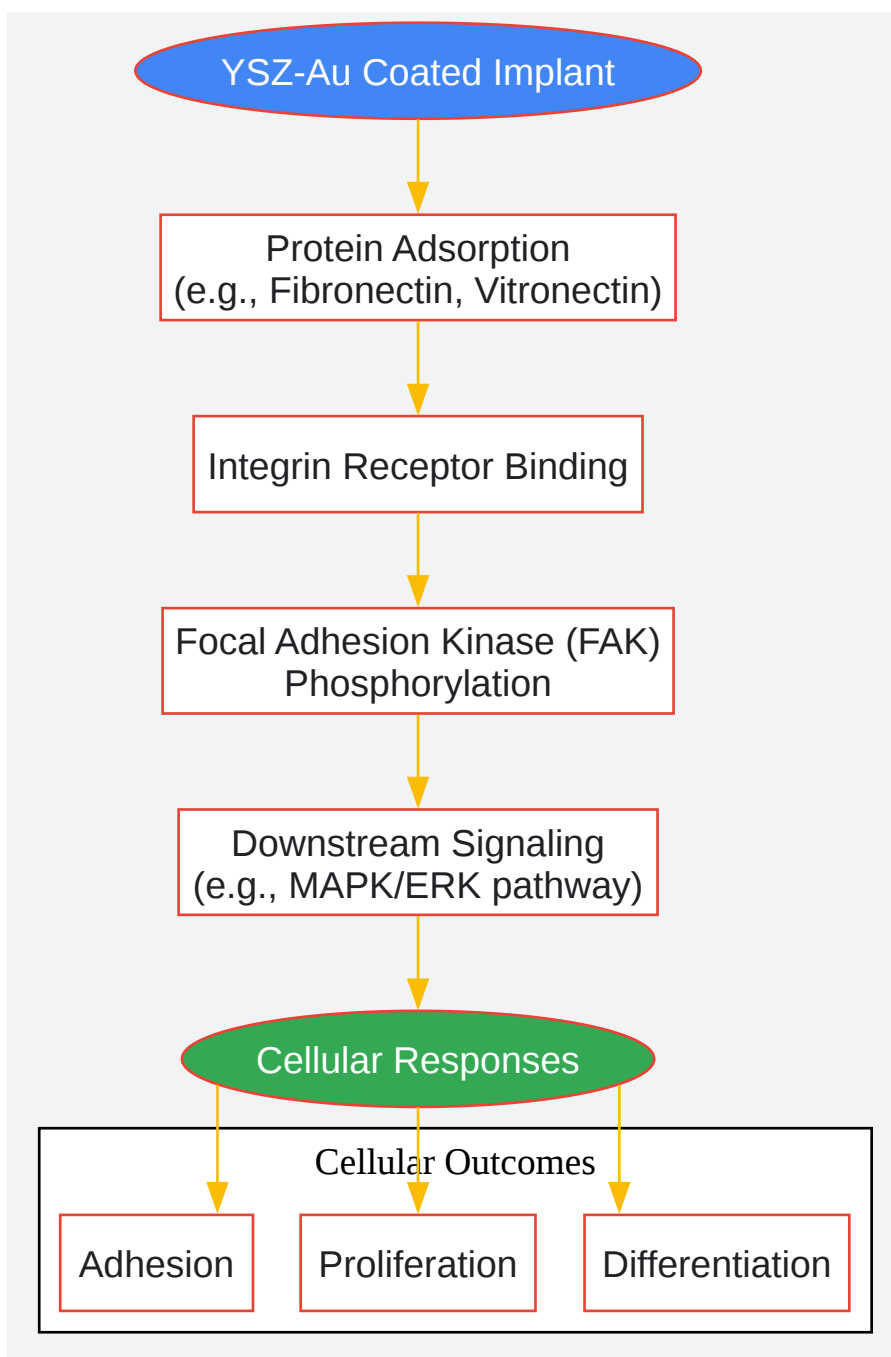 YSZ-Au Coated Implant
Protein Adsorption
(e.g., Fibronectin, Vitronectin)
Integrin Receptor Binding
Focal Adhesion Kinase (FAK)
Phosphorylation
Downstream Signaling
(e.g., MAPK/ERK pathway)
Cellular Responses
Cellular Outcomes
Adhesion
Proliferation
Differentiation